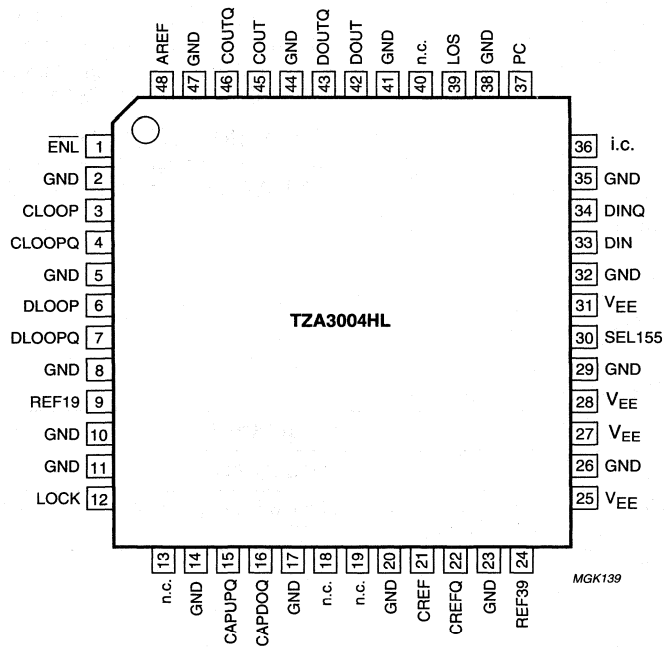 AREF GND COUTQ COUT GND DOUTQ DOUT GND n.c. LOS GND PC
48 47 46 45 44 43 42 41 40 39 38 37
ENL 1 36 i.c.
GND 2 35 GND
CLOOP 3 34 DINQ
CLOOPQ 4 33 DIN
GND 5 32 GND
DLOOP 6 31 VEE
TZA3004HL
DLOOPQ 7 30 SEL155
GND 8 29 GND
REF19 9 28 VEE
GND 10 27 VEE
GND 11 26 GND
LOCK 12 25 VEE
13 14 15 16 17 18 19 20 21 22 23 24
n.c. GND CAPUPQ CAPDOQ GND n.c. n.c. GND CREF CREFQ GND REF39
MGK139